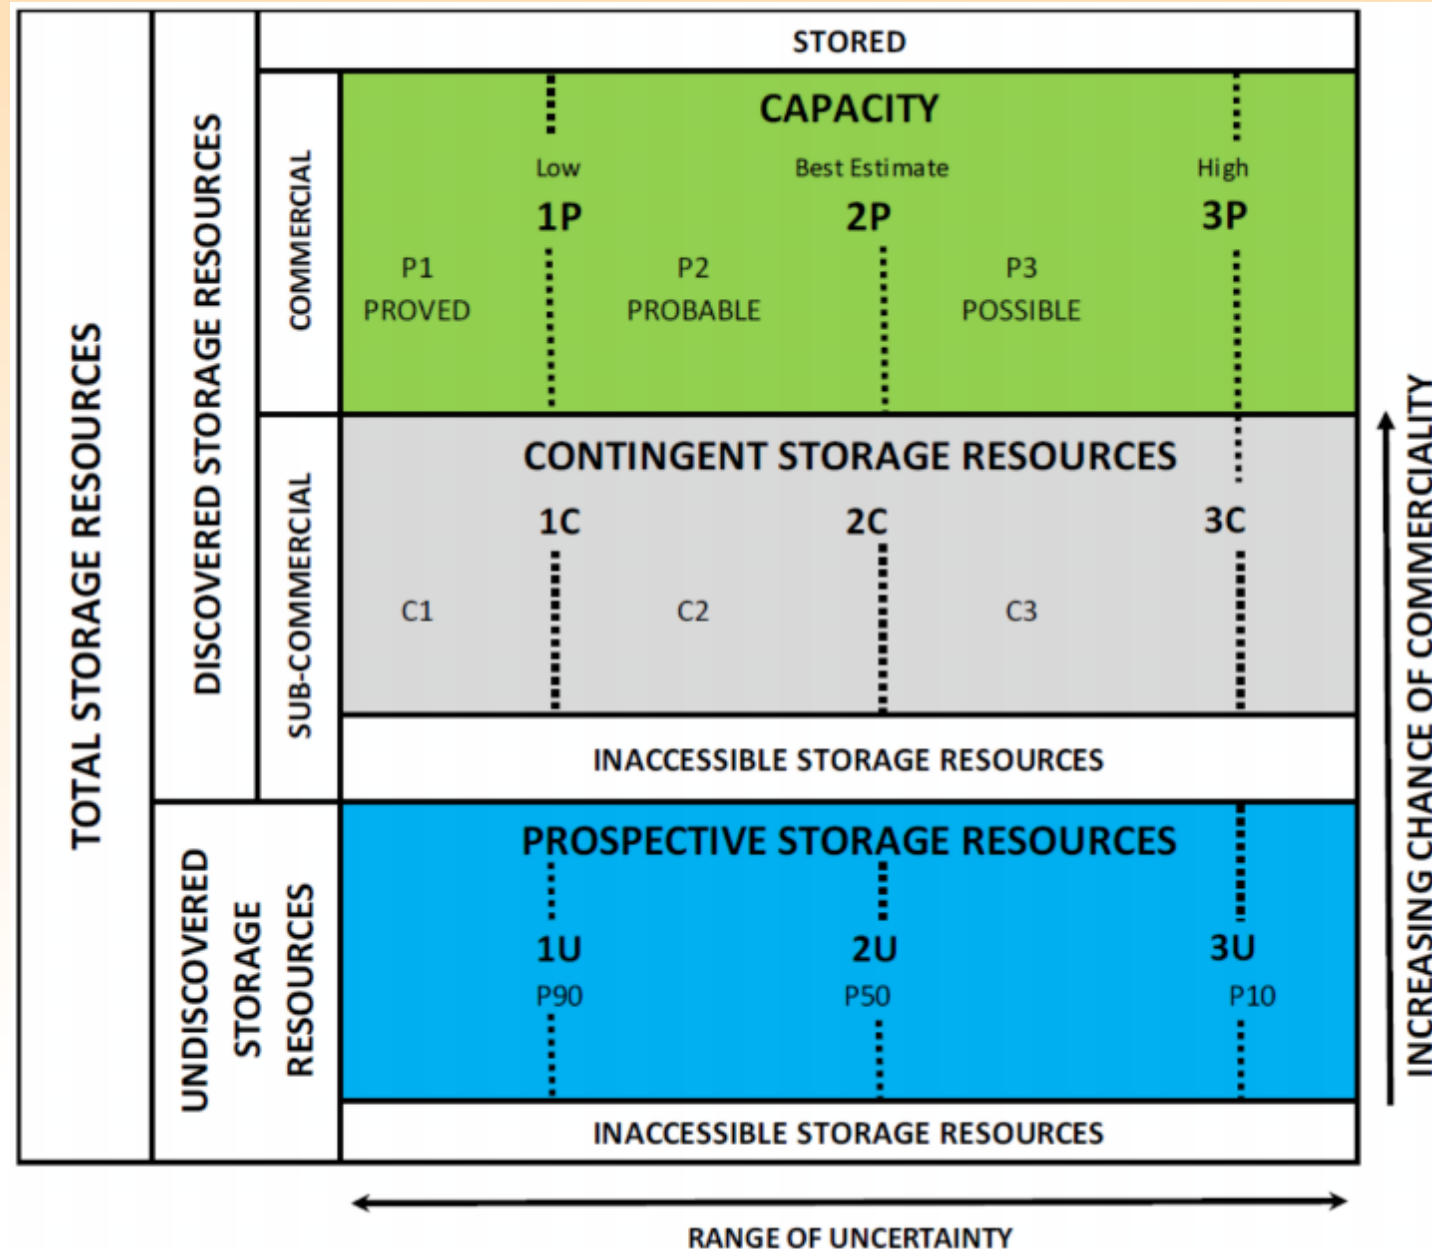 TOTAL STORAGE RESOURCES
DISCOVERED STORAGE RESOURCES
STORED
COMMERCIAL
CAPACITY
Low Best Estimate High
1P 2P 3P
P1 P2 P3
PROVED PROBABLE POSSIBLE
SUB-COMMERCIAL
CONTINGENT STORAGE RESOURCES
1C 2C 3C
C1 C2 C3
INACCESSIBLE STORAGE RESOURCES
UNDISCOVERED
STORAGE
RESOURCES
PROSPECTIVE STORAGE RESOURCES
1U 2U 3U
P90 P50 P10
INACCESSIBLE STORAGE RESOURCES
INCREASING CHANCE OF COMMERCIALITY
RANGE OF UNCERTAINTY